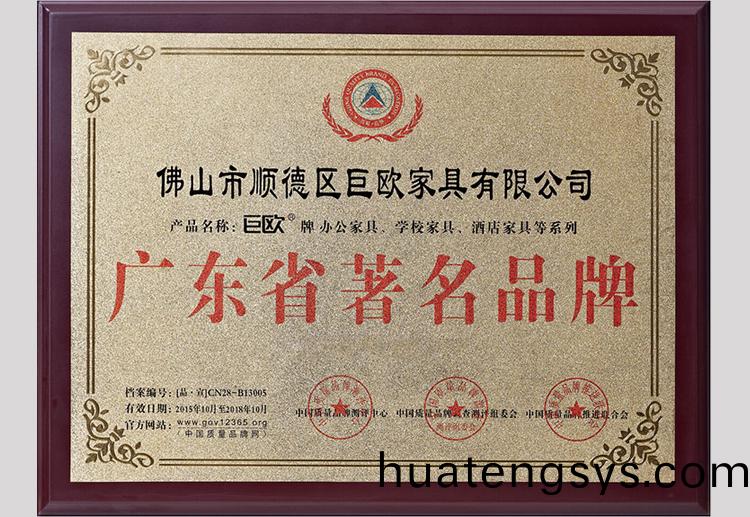 佛山市顺德区巨欧家具有限公司
产品名称：巨欧®牌 办公家具、学校家具、酒店家具等系列
广东省著名品牌
档案编号：[品·宣]CN28-B13005
有效日期：2015年10月至2018年10月
官方网站：www.gov12365.org
（中国质量品牌网）
中国质量品牌测评中心 中国质量品牌调查测评组委会 中国质量品牌推进联合会
huatengsys.com